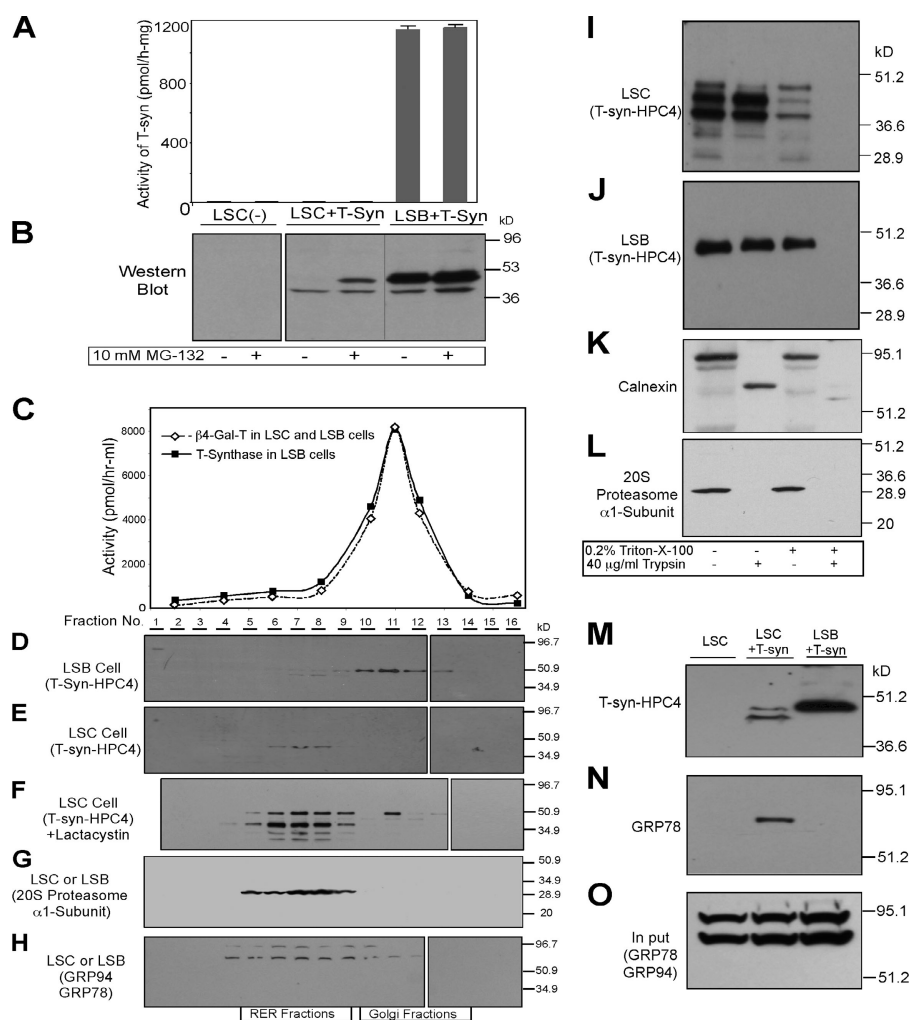 A
Activity of T-syn (pmol/h-mg)
1200
800
400
0
LSC(-)
LSC+T-Syn
LSB+T-Syn
B
Western
Blot
kD
96
53
36
10 mM MG-132
- + - + - +
C
Activity (pmol/hr-ml)
8000
6000
4000
2000
0
β4-Gal-T in LSC and LSB cells
T-Synthase in LSB cells
Fraction No.
1 2 3 4 5 6 7 8 9 10 11 12 13 14 15 16
kD
D
LSB Cell
(T-Syn-HPC4)
96.7
50.9
34.9
E
LSC Cell
(T-syn-HPC4)
96.7
50.9
34.9
F
LSC Cell
(T-syn-HPC4)
+Lactacystin
96.7
50.9
34.9
G
LSC or LSB
(20S Proteasome
α1-Subunit)
50.9
34.9
28.9
20
H
LSC or LSB
(GRP94
GRP78)
96.7
50.9
34.9
RER Fractions
Golgi Fractions
I
LSC
(T-syn-HPC4)
kD
51.2
36.6
28.9
J
LSB
(T-syn-HPC4)
51.2
36.6
28.9
K
Calnexin
95.1
51.2
L
20S
Proteasome
α1-Subunit
51.2
36.6
28.9
20
0.2% Triton-X-100 - - + +
40 µg/ml Trypsin - + - +
M
LSC
LSC
+T-syn
LSB
+T-syn
kD
T-syn-HPC4
51.2
36.6
N
GRP78
95.1
51.2
O
In put
(GRP78
GRP94)
95.1
51.2